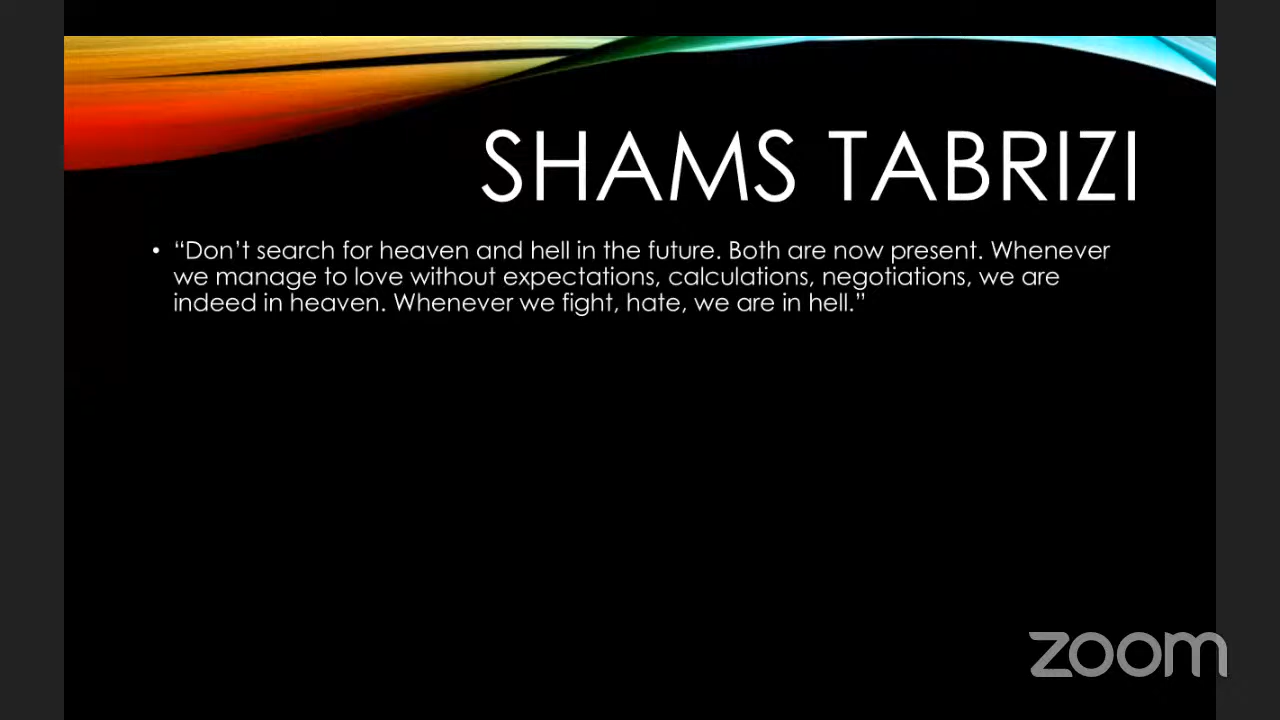 SHAMS TABRIZI
• “Don’t search for heaven and hell in the future. Both are now present. Whenever
we manage to love without expectations, calculations, negotiations, we are
indeed in heaven. Whenever we fight, hate, we are in hell.”
zoom